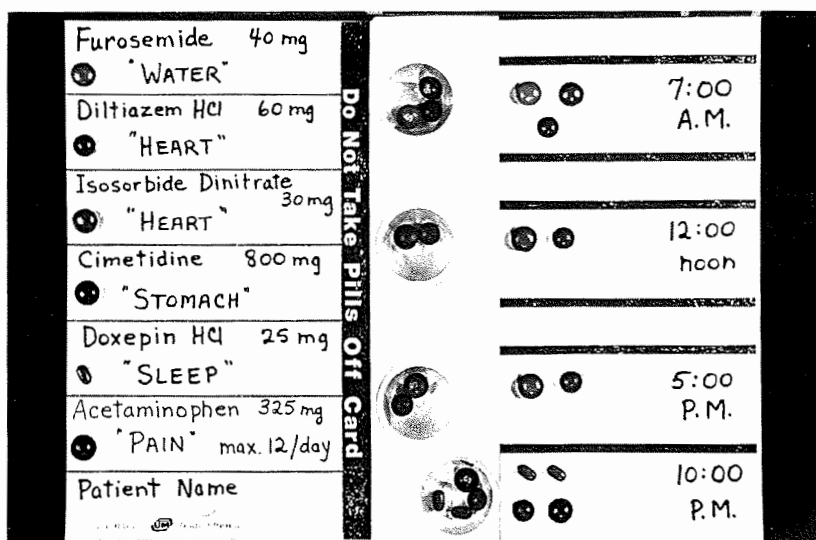 Furosemide 40 mg
"WATER"
Diltiazem HCl 60 mg
"HEART"
Isosorbide Dinitrate
30 mg
"HEART"
Cimetidine 800 mg
"STOMACH"
Doxepin HCl 25 mg
"SLEEP"
Acetaminophen 325 mg
"PAIN" max. 12/day
Patient Name
Do Not Take Pills Off Card
7:00
A.M.
12:00
noon
5:00
P.M.
10:00
P.M.